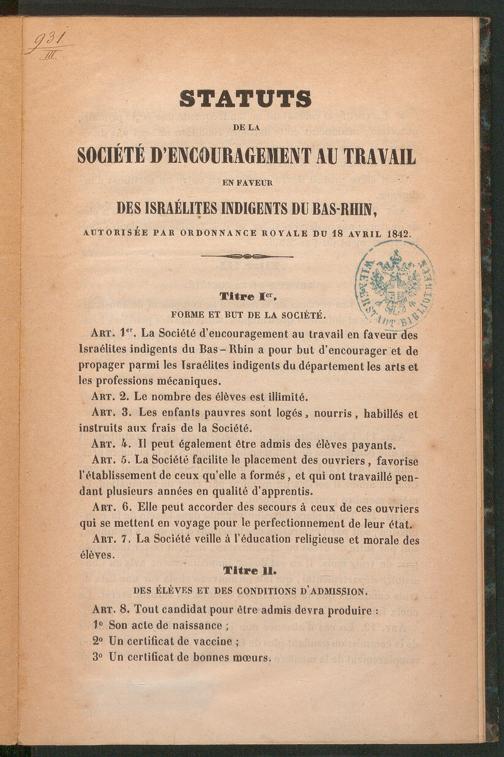 931
III
STATUTS
DE LA
SOCIÉTÉ D'ENCOURAGEMENT AU TRAVAIL
EN FAVEUR
DES ISRAÉLITES INDIGENTS DU BAS-RHIN,
AUTORISÉE PAR ORDONNANCE ROYALE DU 18 AVRIL 1842.
WIENER STADT-BIBLIOTHEK
Titre Ier.
FORME ET BUT DE LA SOCIÉTÉ.
ART. 1er. La Société d'encouragement au travail en faveur des
Israélites indigents du Bas-Rhin a pour but d'encourager et de
propager parmi les Israélites indigents du département les arts et
les professions mécaniques.
ART. 2. Le nombre des élèves est illimité.
ART. 3. Les enfants pauvres sont logés, nourris, habillés et
instruits aux frais de la Société.
ART. 4. Il peut également être admis des élèves payants.
ART. 5. La Société facilite le placement des ouvriers, favorise
l'établissement de ceux qu'elle a formés, et qui ont travaillé pen-
dant plusieurs années en qualité d'apprentis.
ART. 6. Elle peut accorder des secours à ceux de ces ouvriers
qui se mettent en voyage pour le perfectionnement de leur état.
ART. 7. La Société veille à l'éducation religieuse et morale des
élèves.
Titre II.
DES ÉLÈVES ET DES CONDITIONS D'ADMISSION.
ART. 8. Tout candidat pour être admis devra produire :
1o Son acte de naissance ;
2o Un certificat de vaccine ;
3o Un certificat de bonnes mœurs.